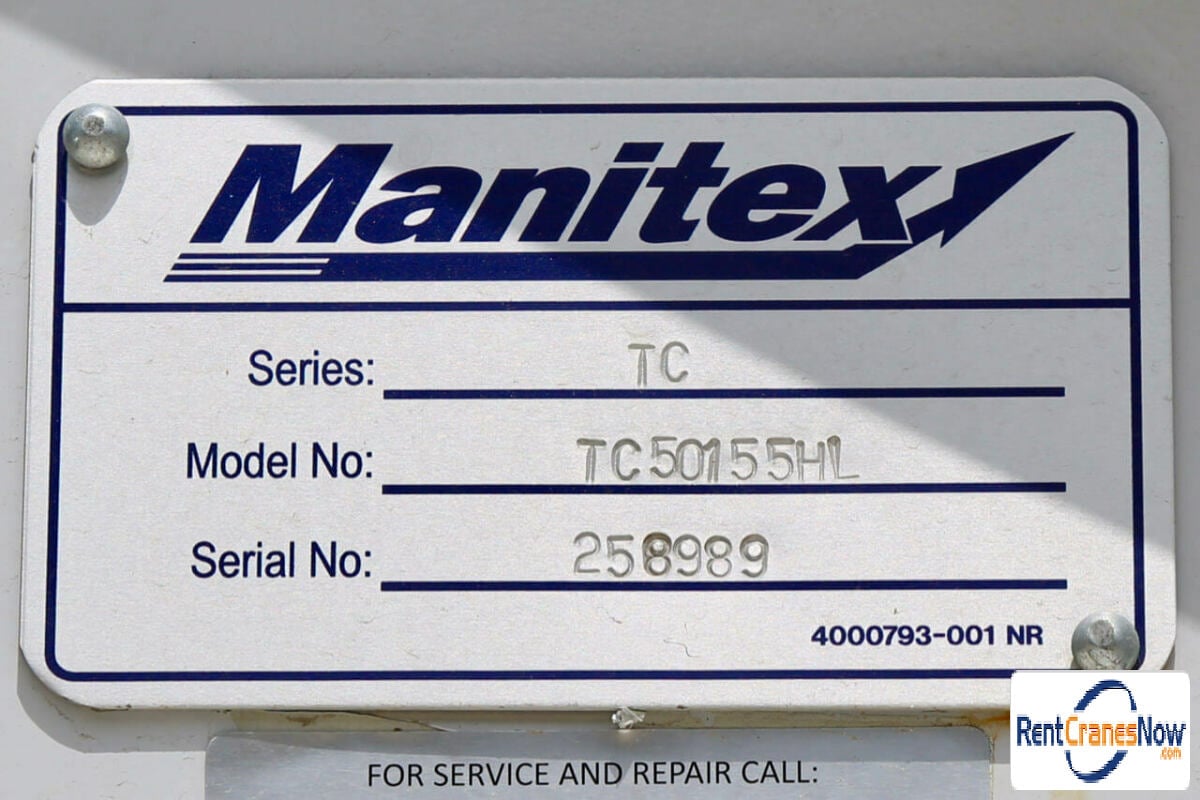 Manitex
Series: TC
Model No: TC50155HL
Serial No: 258989
4000793-001 NR
RentCranesNow
.com
FOR SERVICE AND REPAIR CALL: